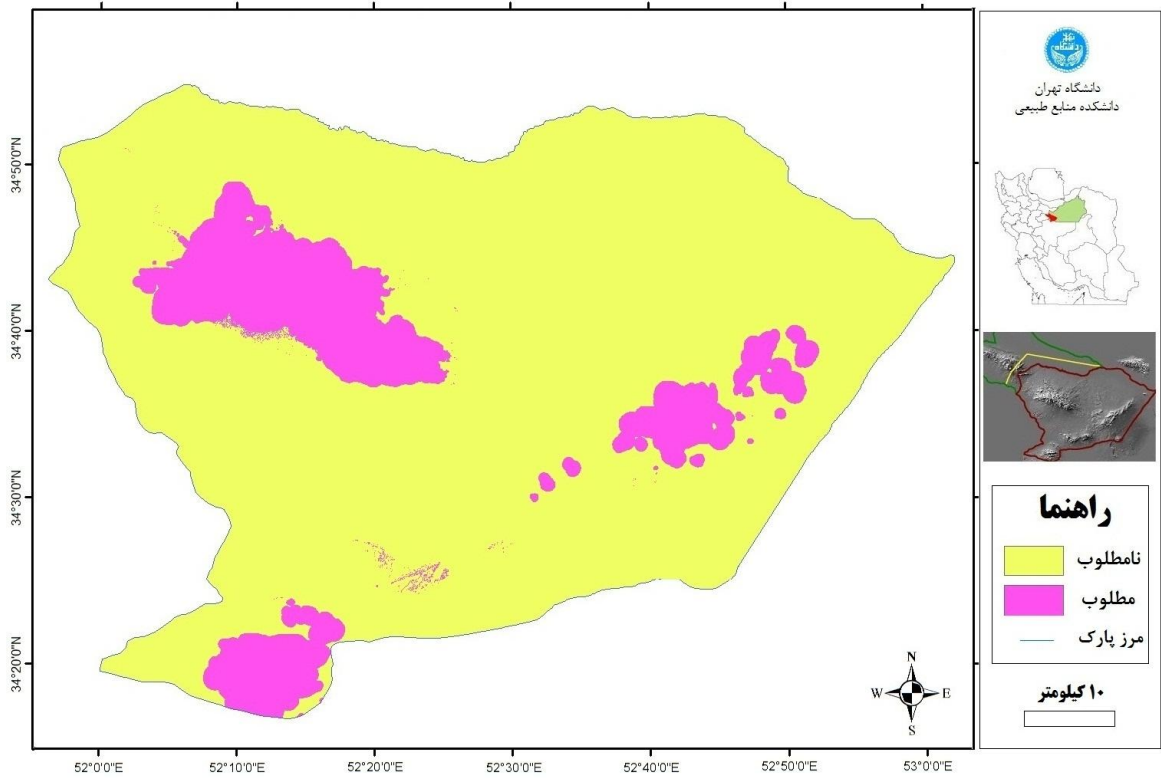 دانشگاه تهران
دانشکده منابع طبیعی
34°50'0"N
34°40'0"N
34°30'0"N
34°20'0"N
52°0'0"E
52°10'0"E
52°20'0"E
52°30'0"E
52°40'0"E
52°50'0"E
53°0'0"E
N
W
E
S
راهنما
نامطلوب
مطلوب
مرز پارک
۱۰ کیلومتر